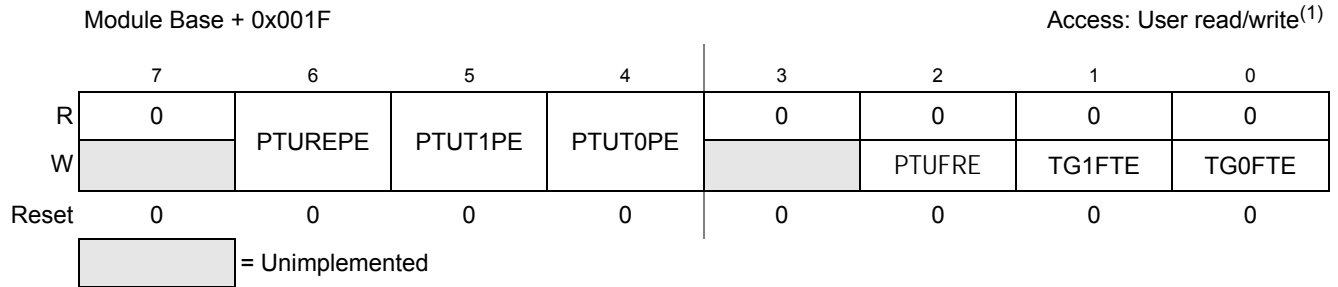 Module Base + 0x001F Access: User read/write(1)
7 6 5 4 3 2 1 0
R 0 PTUREPE PTUT1PE PTUT0PE 0 0 0 0
W PTUFRE TG1FTE TG0FTE
Reset 0 0 0 0 0 0 0 0
= Unimplemented